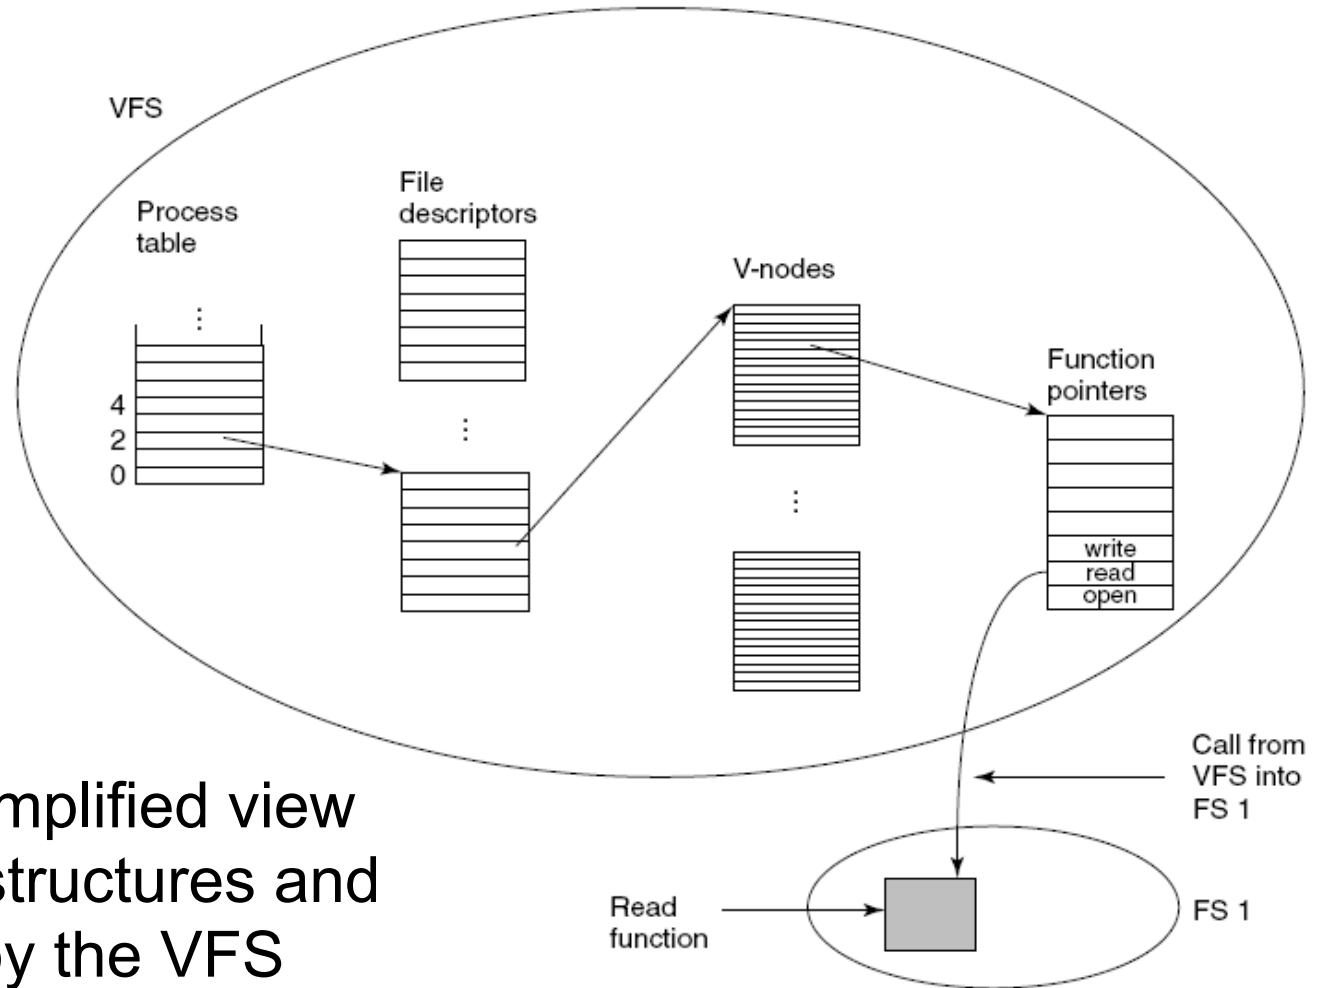 VFS
File
descriptors
Process
table
V-nodes
Function
pointers
4
2
0
write
read
open
Call from
VFS into
FS 1
mplified view
structures and
by the VFS
Read
function
FS 1